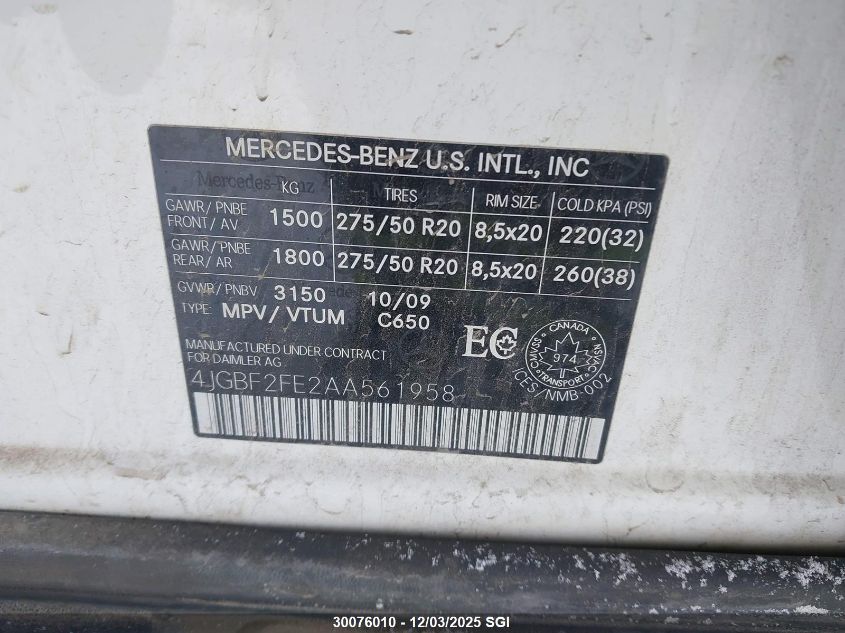 MERCEDES-BENZ U.S. INTL., INC
Mercedes-Benz
KG TIRES RIM SIZE COLD KPA (PSI)
GAWR/ PNBE
FRONT/ AV 1500 275/50 R20 8,5x20 220(32)
GAWR/ PNBE
REAR/ AR 1800 275/50 R20 8,5x20 260(38)
GVWR/ PNBV 3150 10/09
TYPE: MPV/ VTUM C650
MANUFACTURED UNDER CONTRACT
FOR DAIMLER AG
EC
CANADA
974
TRANSPORT
ICES/NMB-002
4JGBF2FE2AA561958
30076010 - 12/03/2025 SGI